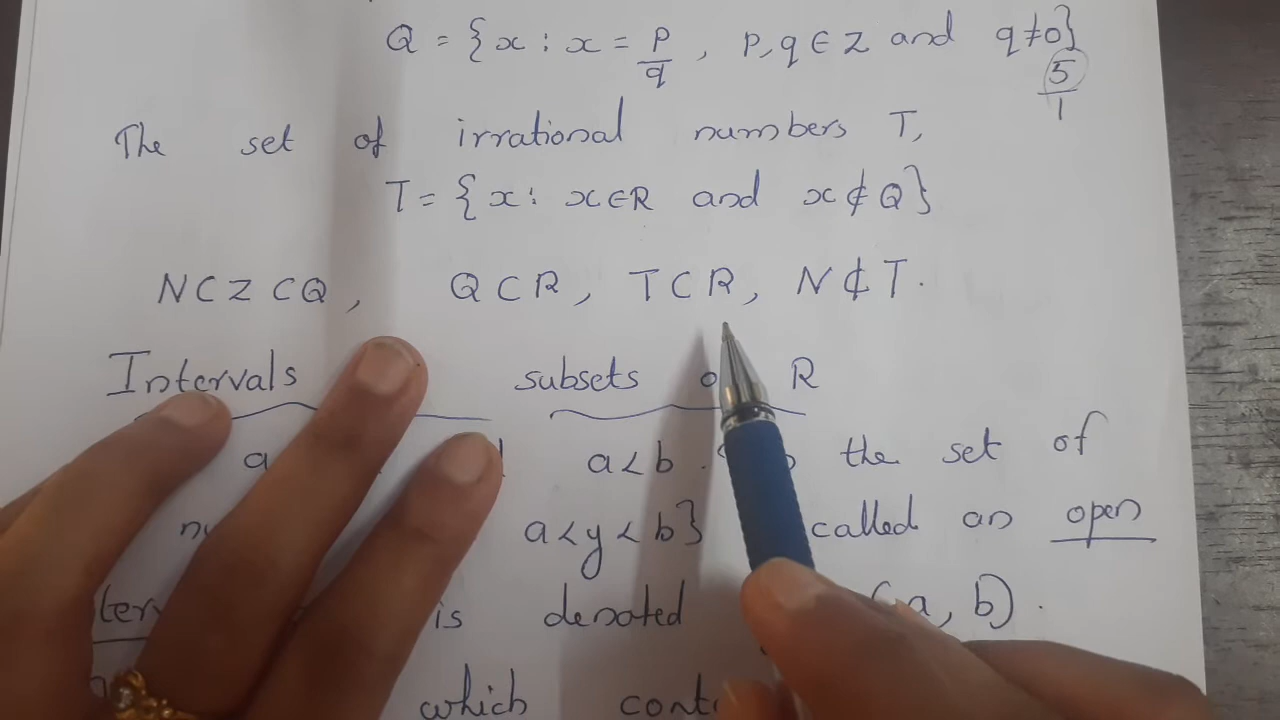 Q = {x : x = p/q , p,q ∈ Z and q≠0}
5/1
The set of irrational numbers T,
T = {x : x∈R and x∉Q}
N⊂Z⊂Q, Q⊂R, T⊂R, N⊄T.
Intervals subsets R
a a<b. the set of
a<y<b} called an open
is denoted (a, b).
which